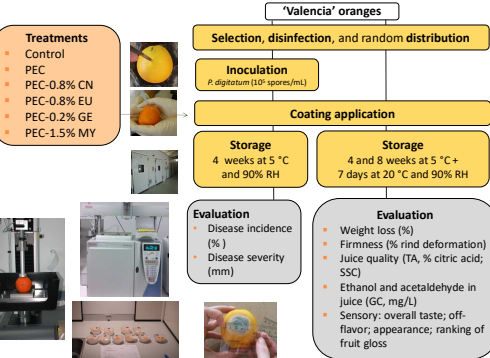 'Valencia' oranges
Treatments
Control
PEC
PEC-0.8% CN
PEC-0.8% EU
PEC-0.2% GE
PEC-1.5% MY
Selection, disinfection, and random distribution
Inoculation
P. digitatum (10⁵ spores/mL)
Coating application
Storage
4 weeks at 5 °C
and 90% RH
Storage
4 and 8 weeks at 5 °C +
7 days at 20 °C and 90% RH
Evaluation
Disease incidence
(% )
Disease severity
(mm)
Evaluation
Weight loss (%)
Firmness (% rind deformation)
Juice quality (TA, % citric acid;
SSC)
Ethanol and acetaldehyde in
juice (GC, mg/L)
Sensory: overall taste; off-
flavor; appearance; ranking of
fruit gloss